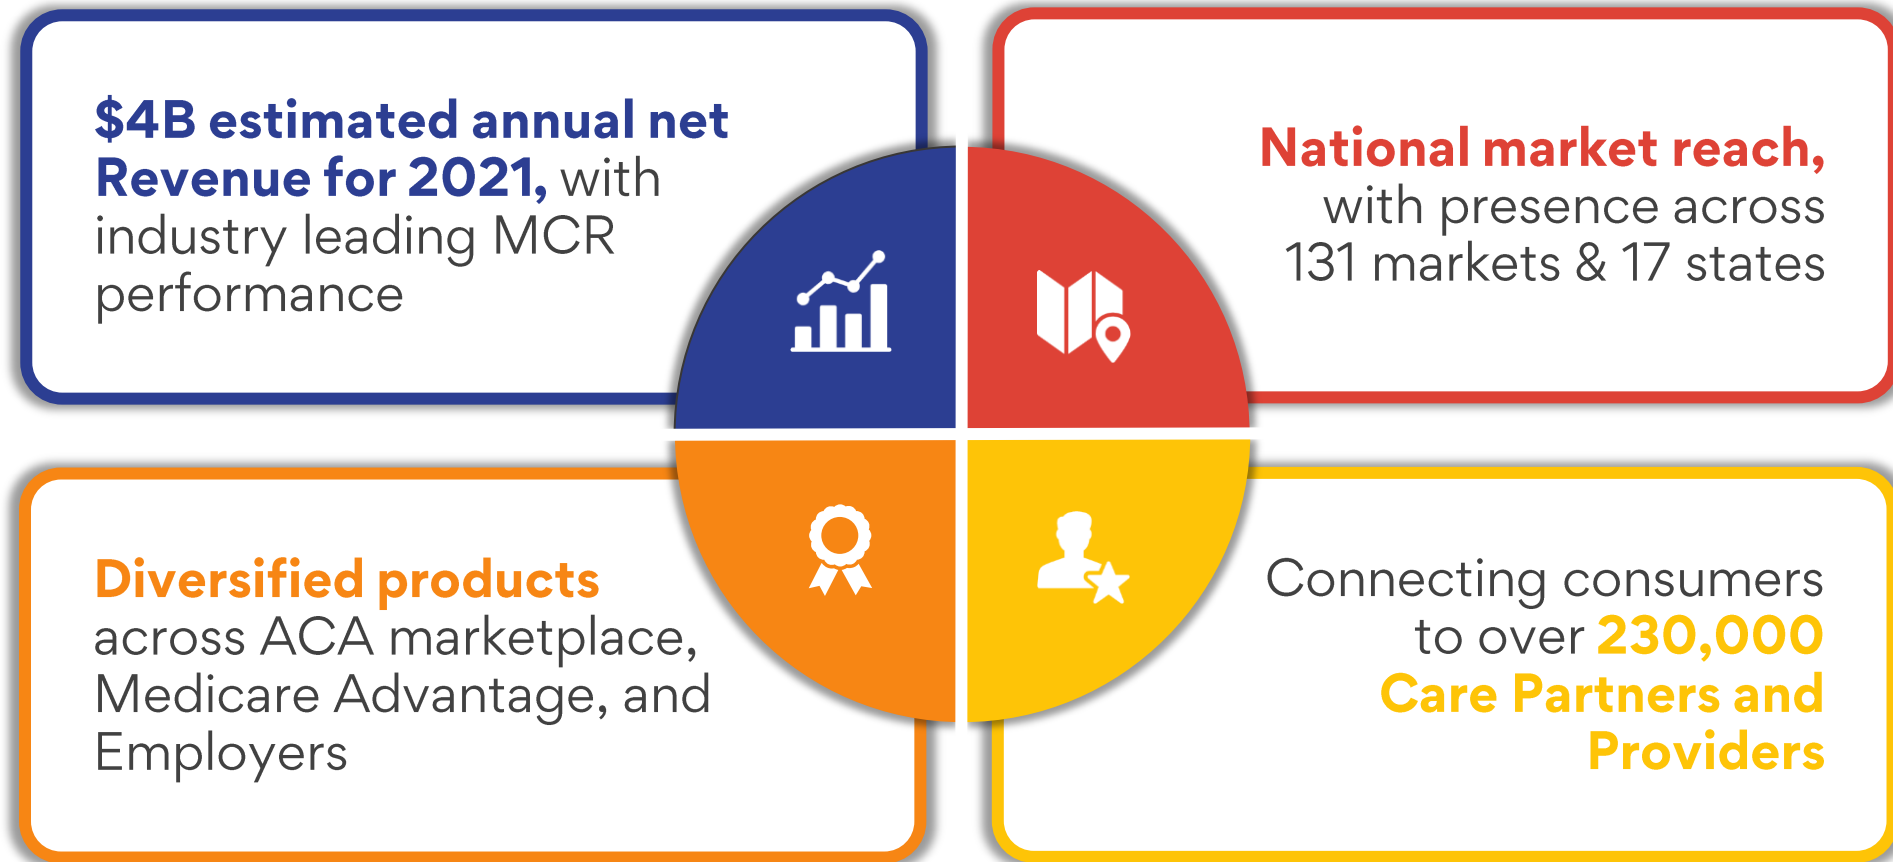 $4B estimated annual net
Revenue for 2021, with
industry leading MCR
performance
National market reach,
with presence across
131 markets & 17 states
Diversified products
across ACA marketplace,
Medicare Advantage, and
Employers
Connecting consumers
to over 230,000
Care Partners and
Providers